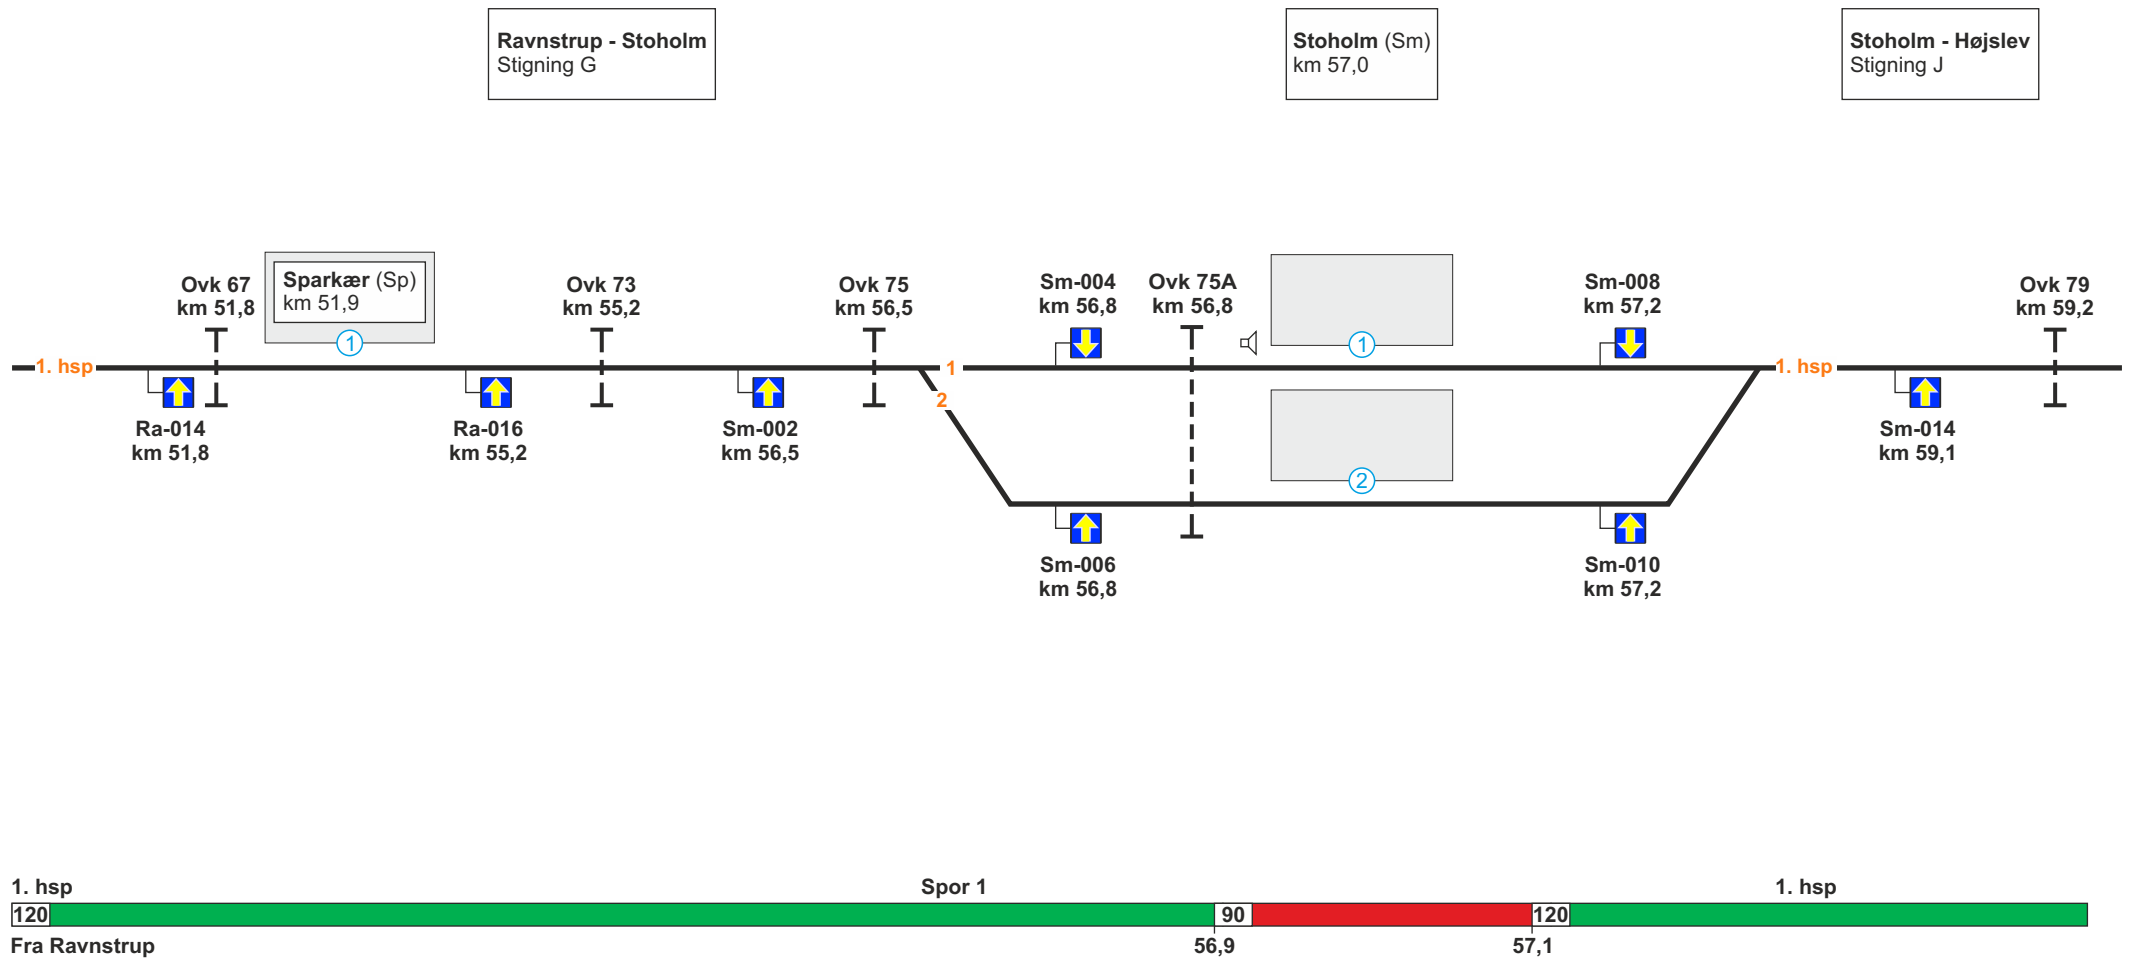 Ravnstrup - Stoholm
Stigning G
Stoholm (Sm)
km 57,0
Stoholm - Højslev
Stigning J
Ovk 67
km 51,8
Sparkær (Sp)
km 51,9
1
Ovk 73
km 55,2
Ovk 75
km 56,5
Sm-004
km 56,8
Ovk 75A
km 56,8
1
Sm-008
km 57,2
Ovk 79
km 59,2
1. hsp
1
2
1. hsp
Ra-014
km 51,8
Ra-016
km 55,2
Sm-002
km 56,5
2
Sm-014
km 59,1
Sm-006
km 56,8
Sm-010
km 57,2
1. hsp
Spor 1
1. hsp
120
90
120
Fra Ravnstrup
56,9
57,1